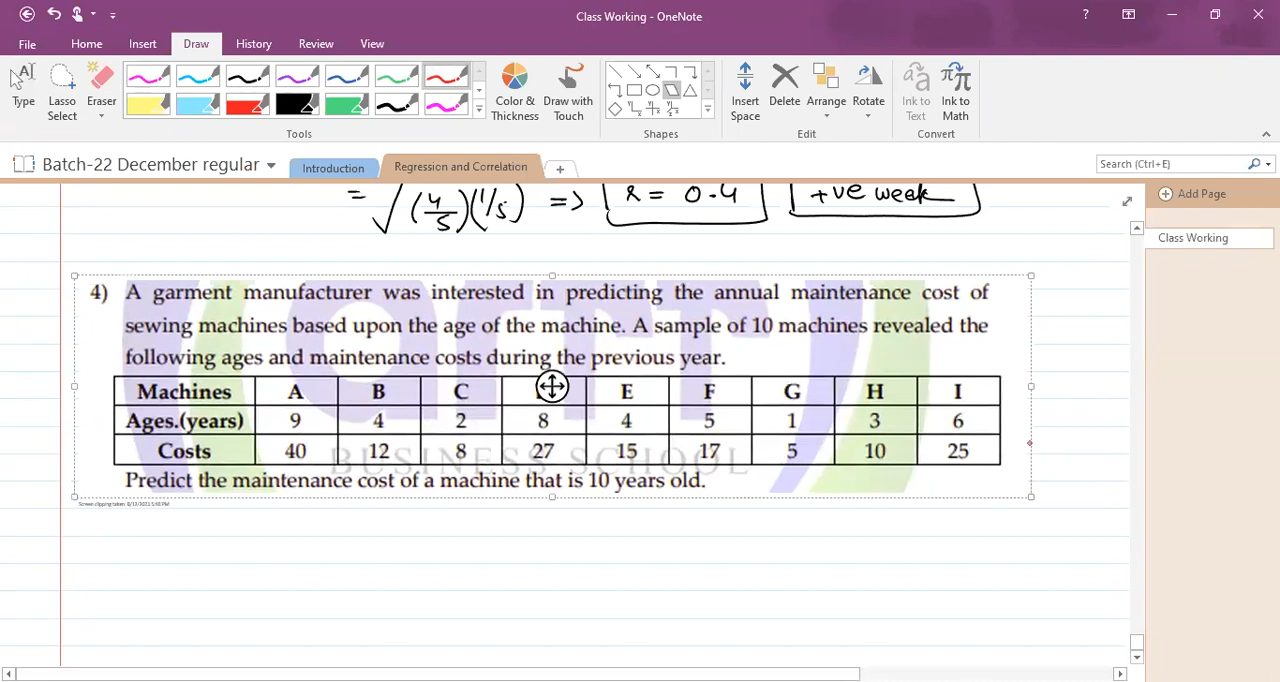 Class Working - OneNote
?
File Home Insert Draw History Review View
Type
Lasso Select
Eraser
Color & Thickness
Draw with Touch
Insert Space
Delete
Arrange
Rotate
Ink to Text
Ink to Math
Tools
Shapes
Edit
Convert
Batch-22 December regular
Introduction
Regression and Correlation
Search (Ctrl+E)
Add Page
Class Working
= √(4/5)(1/5) => r = 0.4 +ve week
4) A garment manufacturer was interested in predicting the annual maintenance cost of
sewing machines based upon the age of the machine. A sample of 10 machines revealed the
following ages and maintenance costs during the previous year.
Machines A B C E F G H I
Ages.(years) 9 4 2 8 4 5 1 3 6
Costs 40 12 8 27 15 17 5 10 25
BUSINESS SCHOOL
Predict the maintenance cost of a machine that is 10 years old.